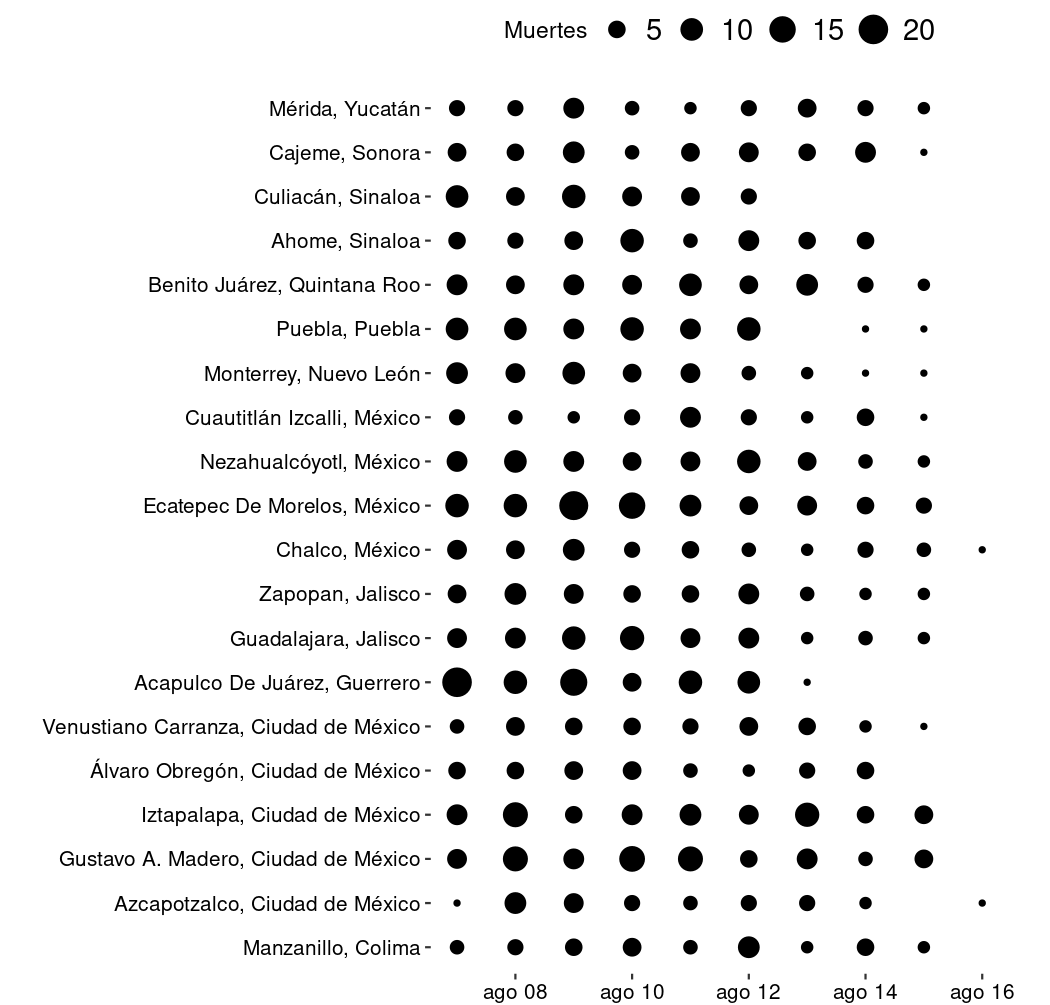 Muertes 5 10 15 20
Mérida, Yucatán
Cajeme, Sonora
Culiacán, Sinaloa
Ahome, Sinaloa
Benito Juárez, Quintana Roo
Puebla, Puebla
Monterrey, Nuevo León
Cuautitlán Izcalli, México
Nezahualcóyotl, México
Ecatepec De Morelos, México
Chalco, México
Zapopan, Jalisco
Guadalajara, Jalisco
Acapulco De Juárez, Guerrero
Venustiano Carranza, Ciudad de México
Álvaro Obregón, Ciudad de México
Iztapalapa, Ciudad de México
Gustavo A. Madero, Ciudad de México
Azcapotzalco, Ciudad de México
Manzanillo, Colima
ago 08 ago 10 ago 12 ago 14 ago 16